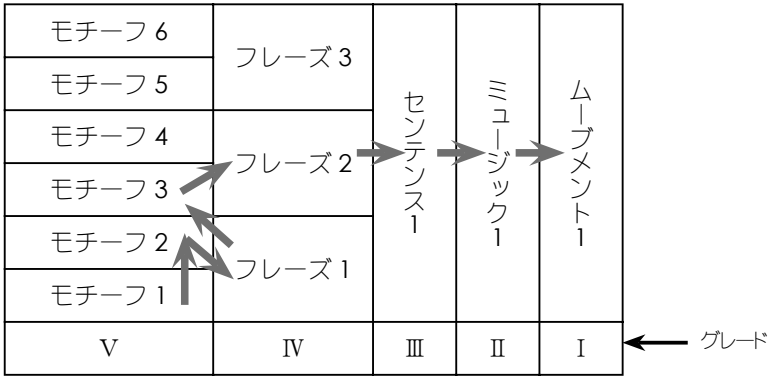 モチーフ 6
モチーフ 5
モチーフ 4
モチーフ 3
モチーフ 2
モチーフ 1
フレーズ 3
フレーズ 2
フレーズ 1
センテンス1
ミュージック1
ムーブメント1
Ⅴ Ⅳ Ⅲ Ⅱ Ⅰ
グレード